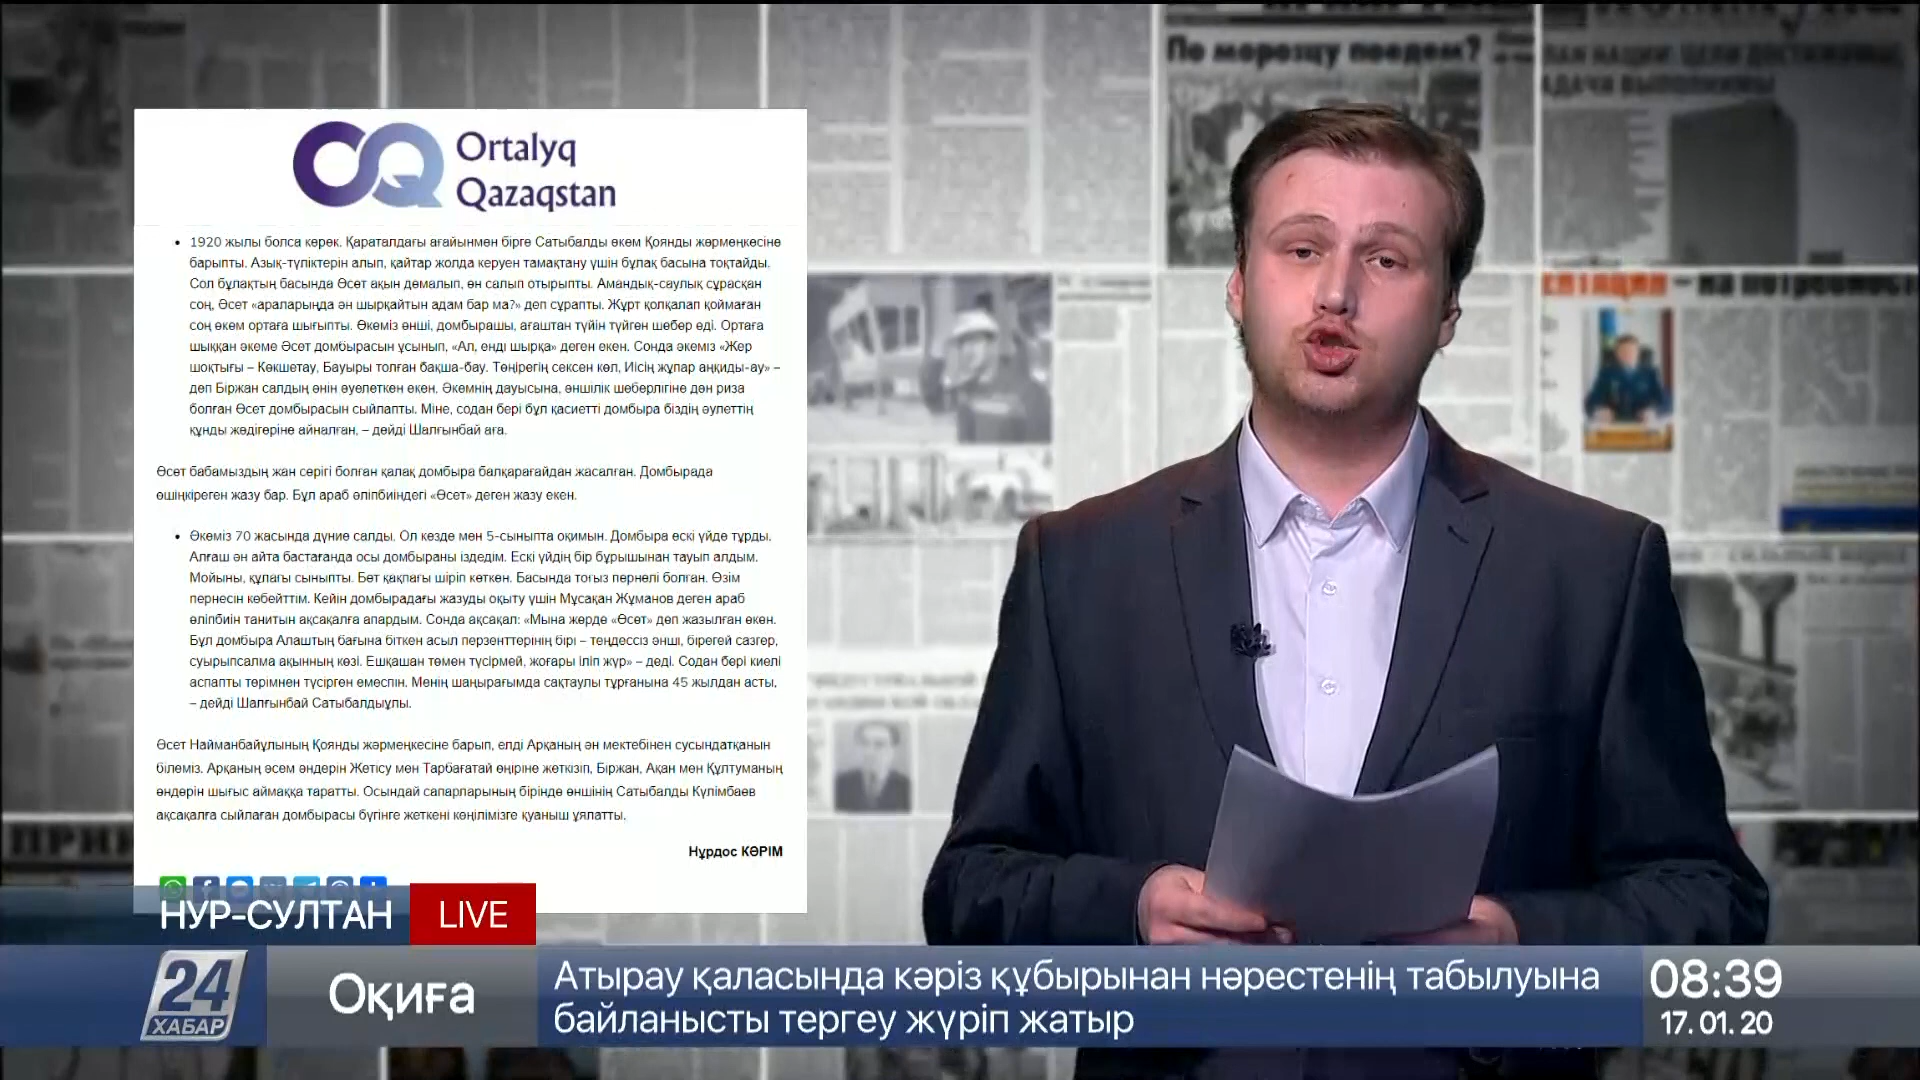 По морозцу поедем?
Ortalyq
Qazaqstan
• 1920 жылы болса керек. Қараталдағы ағайынмен бірге Сатыбалды әкем Қоянды жәрмеңкесіне
барыпты. Азық-түліктерін алып, қайтар жолда керуен тамақтану үшін бұлақ басына тоқтайды.
Сол бұлақтың басында Әсет ақын демалып, ән салып отырыпты. Амандық-саулық сұрасқан
соң, Әсет «араларыңда ән шырқайтын адам бар ма?» деп сұрапты. Жұрт қолқалап қоймаған
соң әкем ортаға шығыпты. Әкеміз әнші, домбырашы, ағаштан түйін түйген шебер еді. Ортаға
шыққан әкеме Әсет домбырасын ұсынып, «Ал, енді шырқа» деген екен. Сонда әкеміз «Жер
шоқтығы – Көкшетау, Бауыры толған бақша-бау. Төңірегің сексен көл, Иісің жұпар аңқиды-ау» –
деп Біржан салдың әнін әуелеткен екен. Әкемнің дауысына, әншілік шеберлігіне дән риза
болған Әсет домбырасын сыйлапты. Міне, содан бері бұл қасиетті домбыра біздің әулеттің
құнды жәдігеріне айналған, – дейді Шалғынбай аға.
Әсет бабамыздың жан серігі болған қалақ домбыра балқарағайдан жасалған. Домбырада
өшіңкіреген жазу бар. Бұл араб әліпбиіндегі «Әсет» деген жазу екен.
• Әкеміз 70 жасында дүние салды. Ол кезде мен 5-сыныпта оқимын. Домбыра ескі үйде тұрды.
Алғаш ән айта бастағанда осы домбыраны іздедім. Ескі үйдің бір бұрышынан тауып алдым.
Мойыны, құлағы сыныпты. Бет қақпағыз шіріп кеткен. Басында тоғыз пернелі болған. Өзім
пернесін көбейттім. Кейін домбырадағы жазуды оқыту үшін Мұсақан Жұманов деген араб
әліпбиін танитын ақсақалға апардым. Сонда ақсақал: «Мына жерде «Әсет» деп жазылған екен.
Бұл домбыра Алаштың бағына біткен асыл перзенттерінің бірі – теңдессіз әнші, бірегей сазгер,
суырыпсалма ақынның көзі. Ешқашан төмен түсірмей, жоғары іліп жүр» – деді. Содан бері киелі
аспапты төрімнен түсірген емеспін. Менің шаңырағымда сақтаулы тұрғанына 45 жылдан асты,
– дейді Шалғынбай Сатыбалдыұлы.
Әсет Найманбайұлының Қоянды жәрмеңкесіне барып, елді Арқаның ән мектебінен сусындатқанын
білеміз. Арқаның әсем әндерін Жетісу мен Тарбағатай өңіріне жеткізіп, Біржан, Ақан мен Құлтуманың
әндерін шығыс аймаққа таратты. Осындай сапарларының бірінде әншінің Сатыбалды Күлімбаев
ақсақалға сыйлаған домбырасы бүгінге жеткені көңілімізге қуаныш ұялатты.
Нұрдос КӘРІМ
НУР-СУЛТАН LIVE
24
ХАБАР
Оқиға
Атырау қаласында кәріз құбырынан нәрестенің табылуына
байланысты тергеу жүріп жатыр
08:39
17. 01. 20